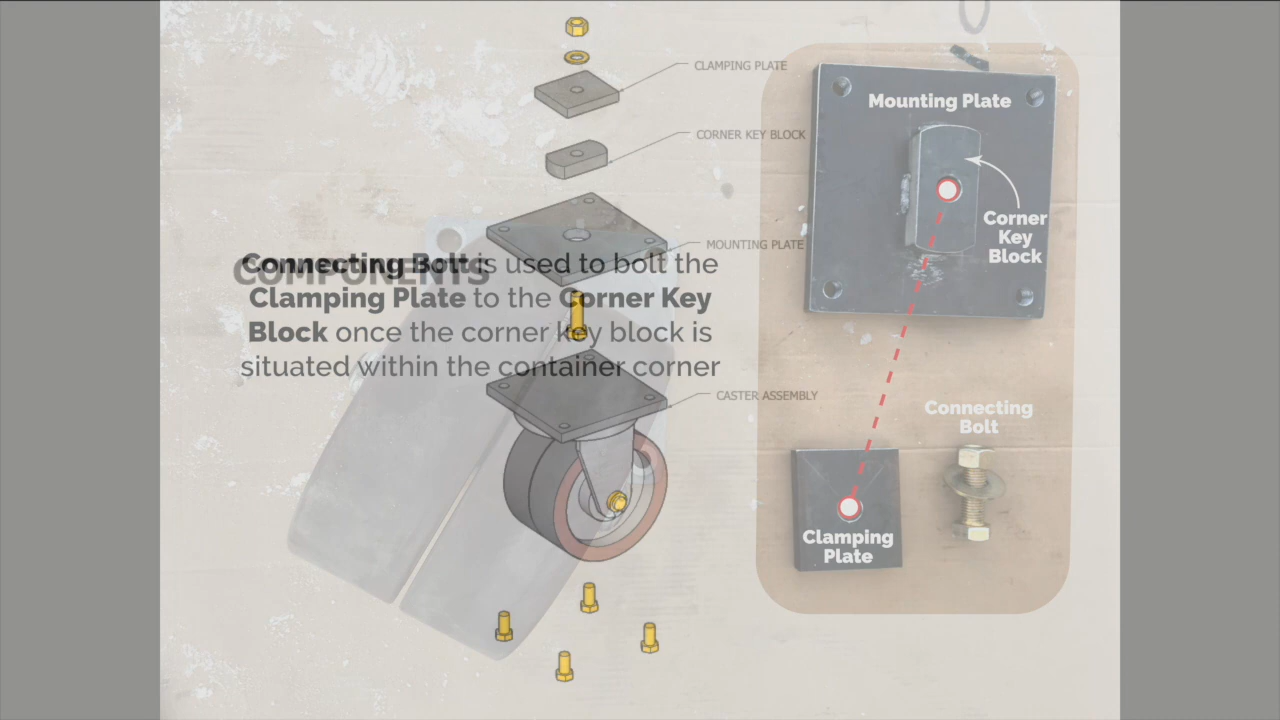 CLAMPING PLATE
CORNER KEY BLOCK
MOUNTING PLATE
CASTER ASSEMBLY
COMPONENTS
Connecting Bolt is used to bolt the
Clamping Plate to the Corner Key
Block once the corner key block is
situated within the container corner
Mounting Plate
Corner
Key
Block
Connecting
Bolt
Clamping
Plate